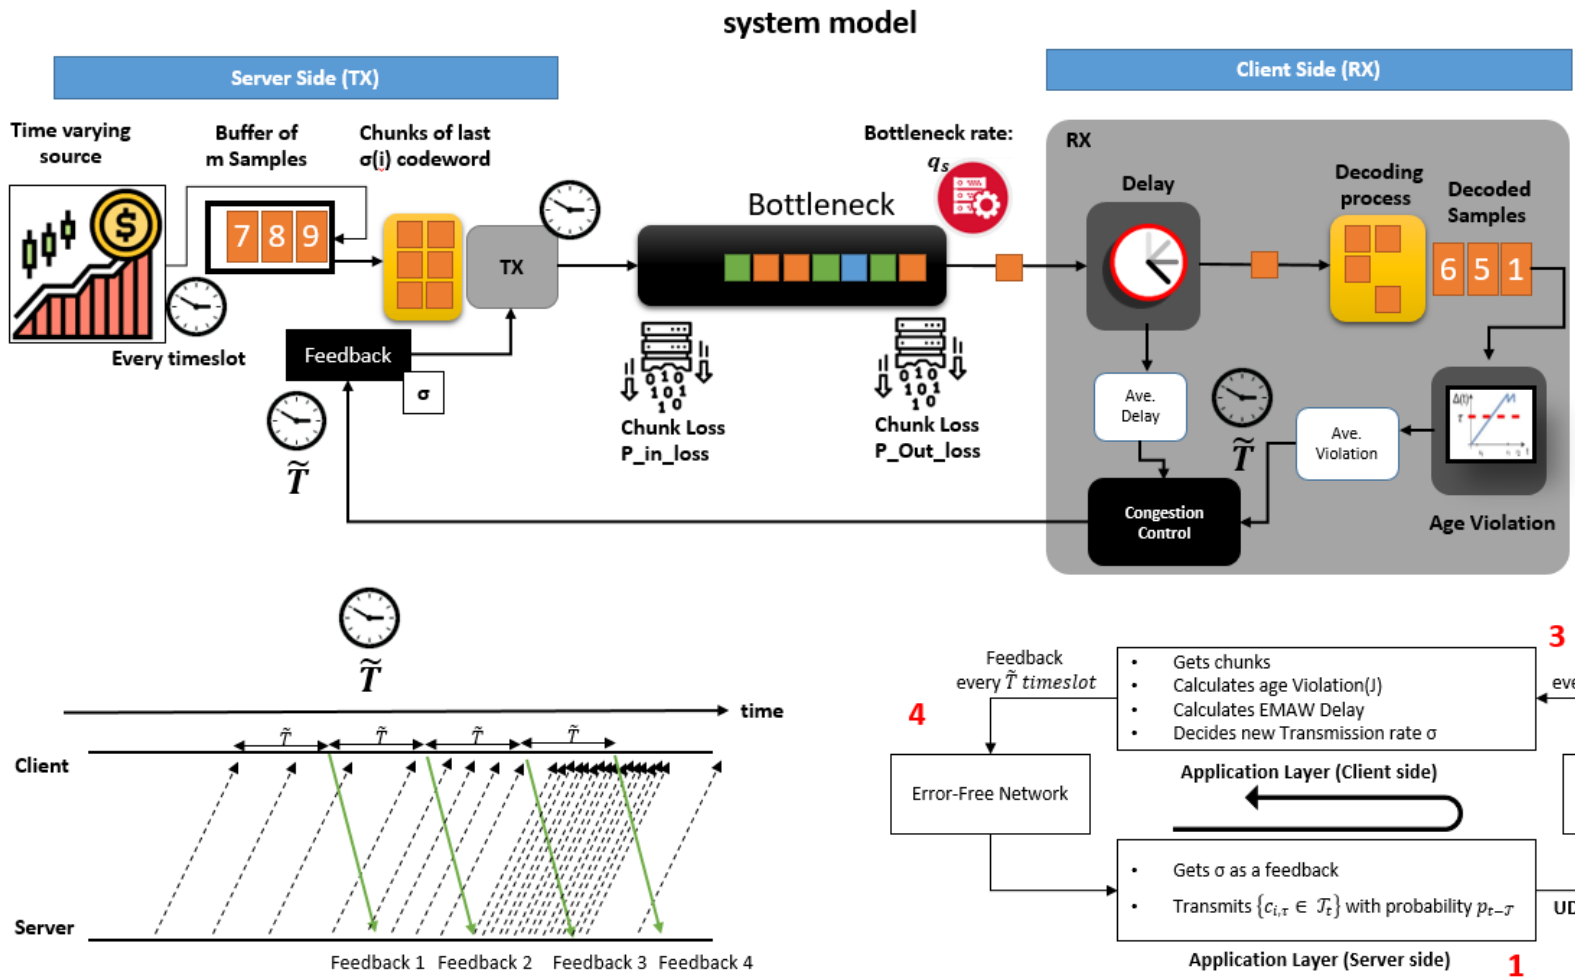 system model
Server Side (TX)
Client Side (RX)
Time varying
source
Buffer of
m Samples
Chunks of last
σ(i) codeword
7 8 9
TX
Every timeslot
Feedback
σ
T̃
Bottleneck
Bottleneck rate:
q_s
Chunk Loss
P_in_loss
Chunk Loss
P_Out_loss
RX
Delay
Decoding
process
Decoded
Samples
6 5 1
Ave.
Delay
T̃
Ave.
Violation
Δ(t)
τ
t
Age Violation
Congestion
Control
T̃
time
T̃ T̃ T̃ T̃
Client
Server
Feedback 1 Feedback 2 Feedback 3 Feedback 4
3
Feedback
every T̃ timeslot
4
• Gets chunks
• Calculates age Violation(J)
• Calculates EMAW Delay
• Decides new Transmission rate σ
eve
Application Layer (Client side)
Error-Free Network
• Gets σ as a feedback
• Transmits {c_{i,τ} ∈ 𝒯_t} with probability p_{t−𝒯}
UD
Application Layer (Server side)
1